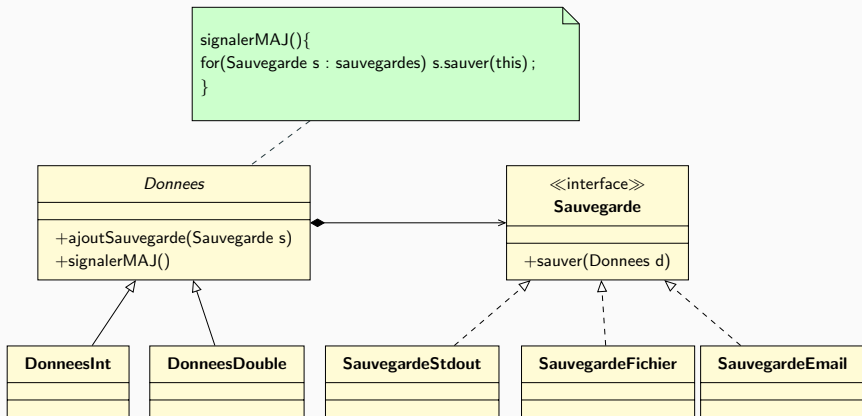 signalerMAJ(){
for(Sauvegarde s : sauvegardes) s.sauver(this) ;
}
Donnees
+ajoutSauvegarde(Sauvegarde s)
+signalerMAJ()
≪interface≫
Sauvegarde
+sauver(Donnees d)
DonneesInt
DonneesDouble
SauvegardeStdout
SauvegardeFichier
SauvegardeEmail